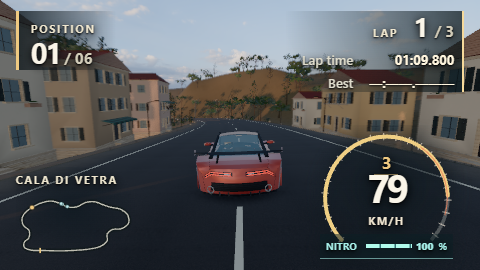 POSITION
01 / 06
LAP 1 / 3
Lap time 01:09.800
Best --:--.---
CALA DI VETRA
3
79
KM/H
NITRO 100 %